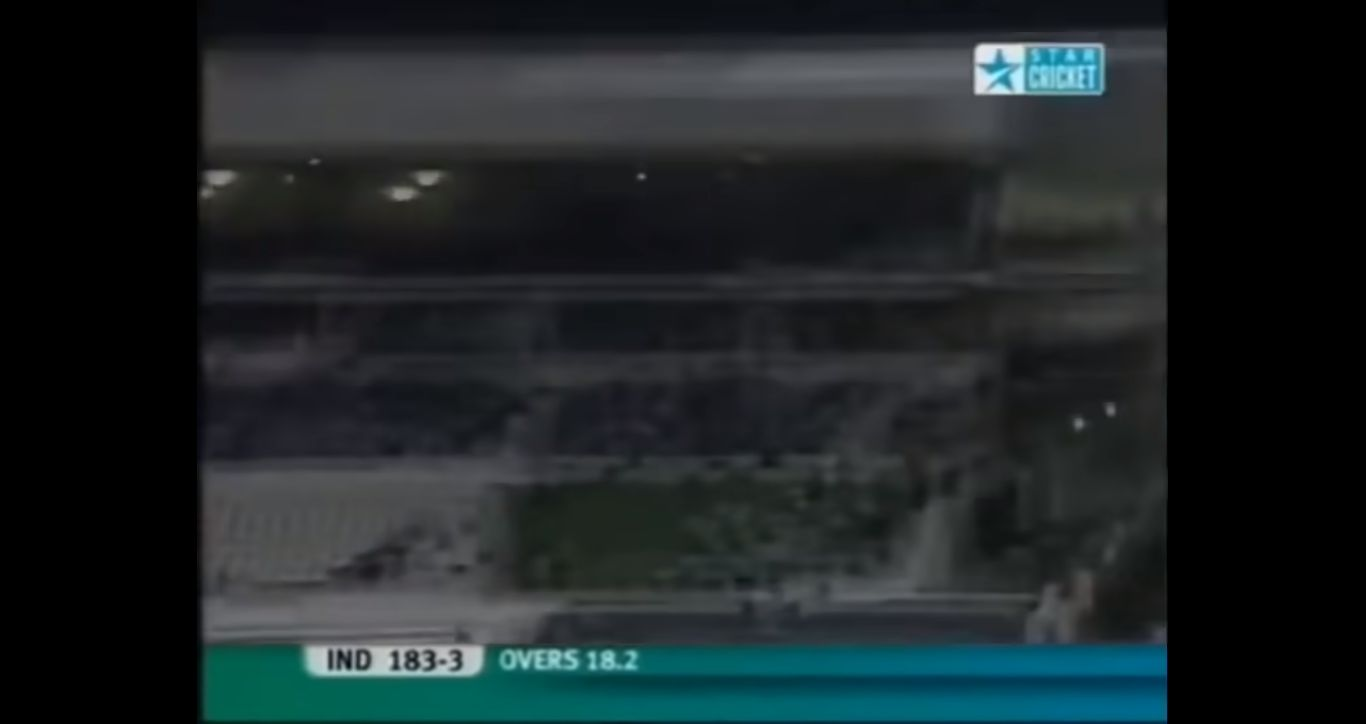 STAR
CRICKET
IND 183-3 OVERS 18.2